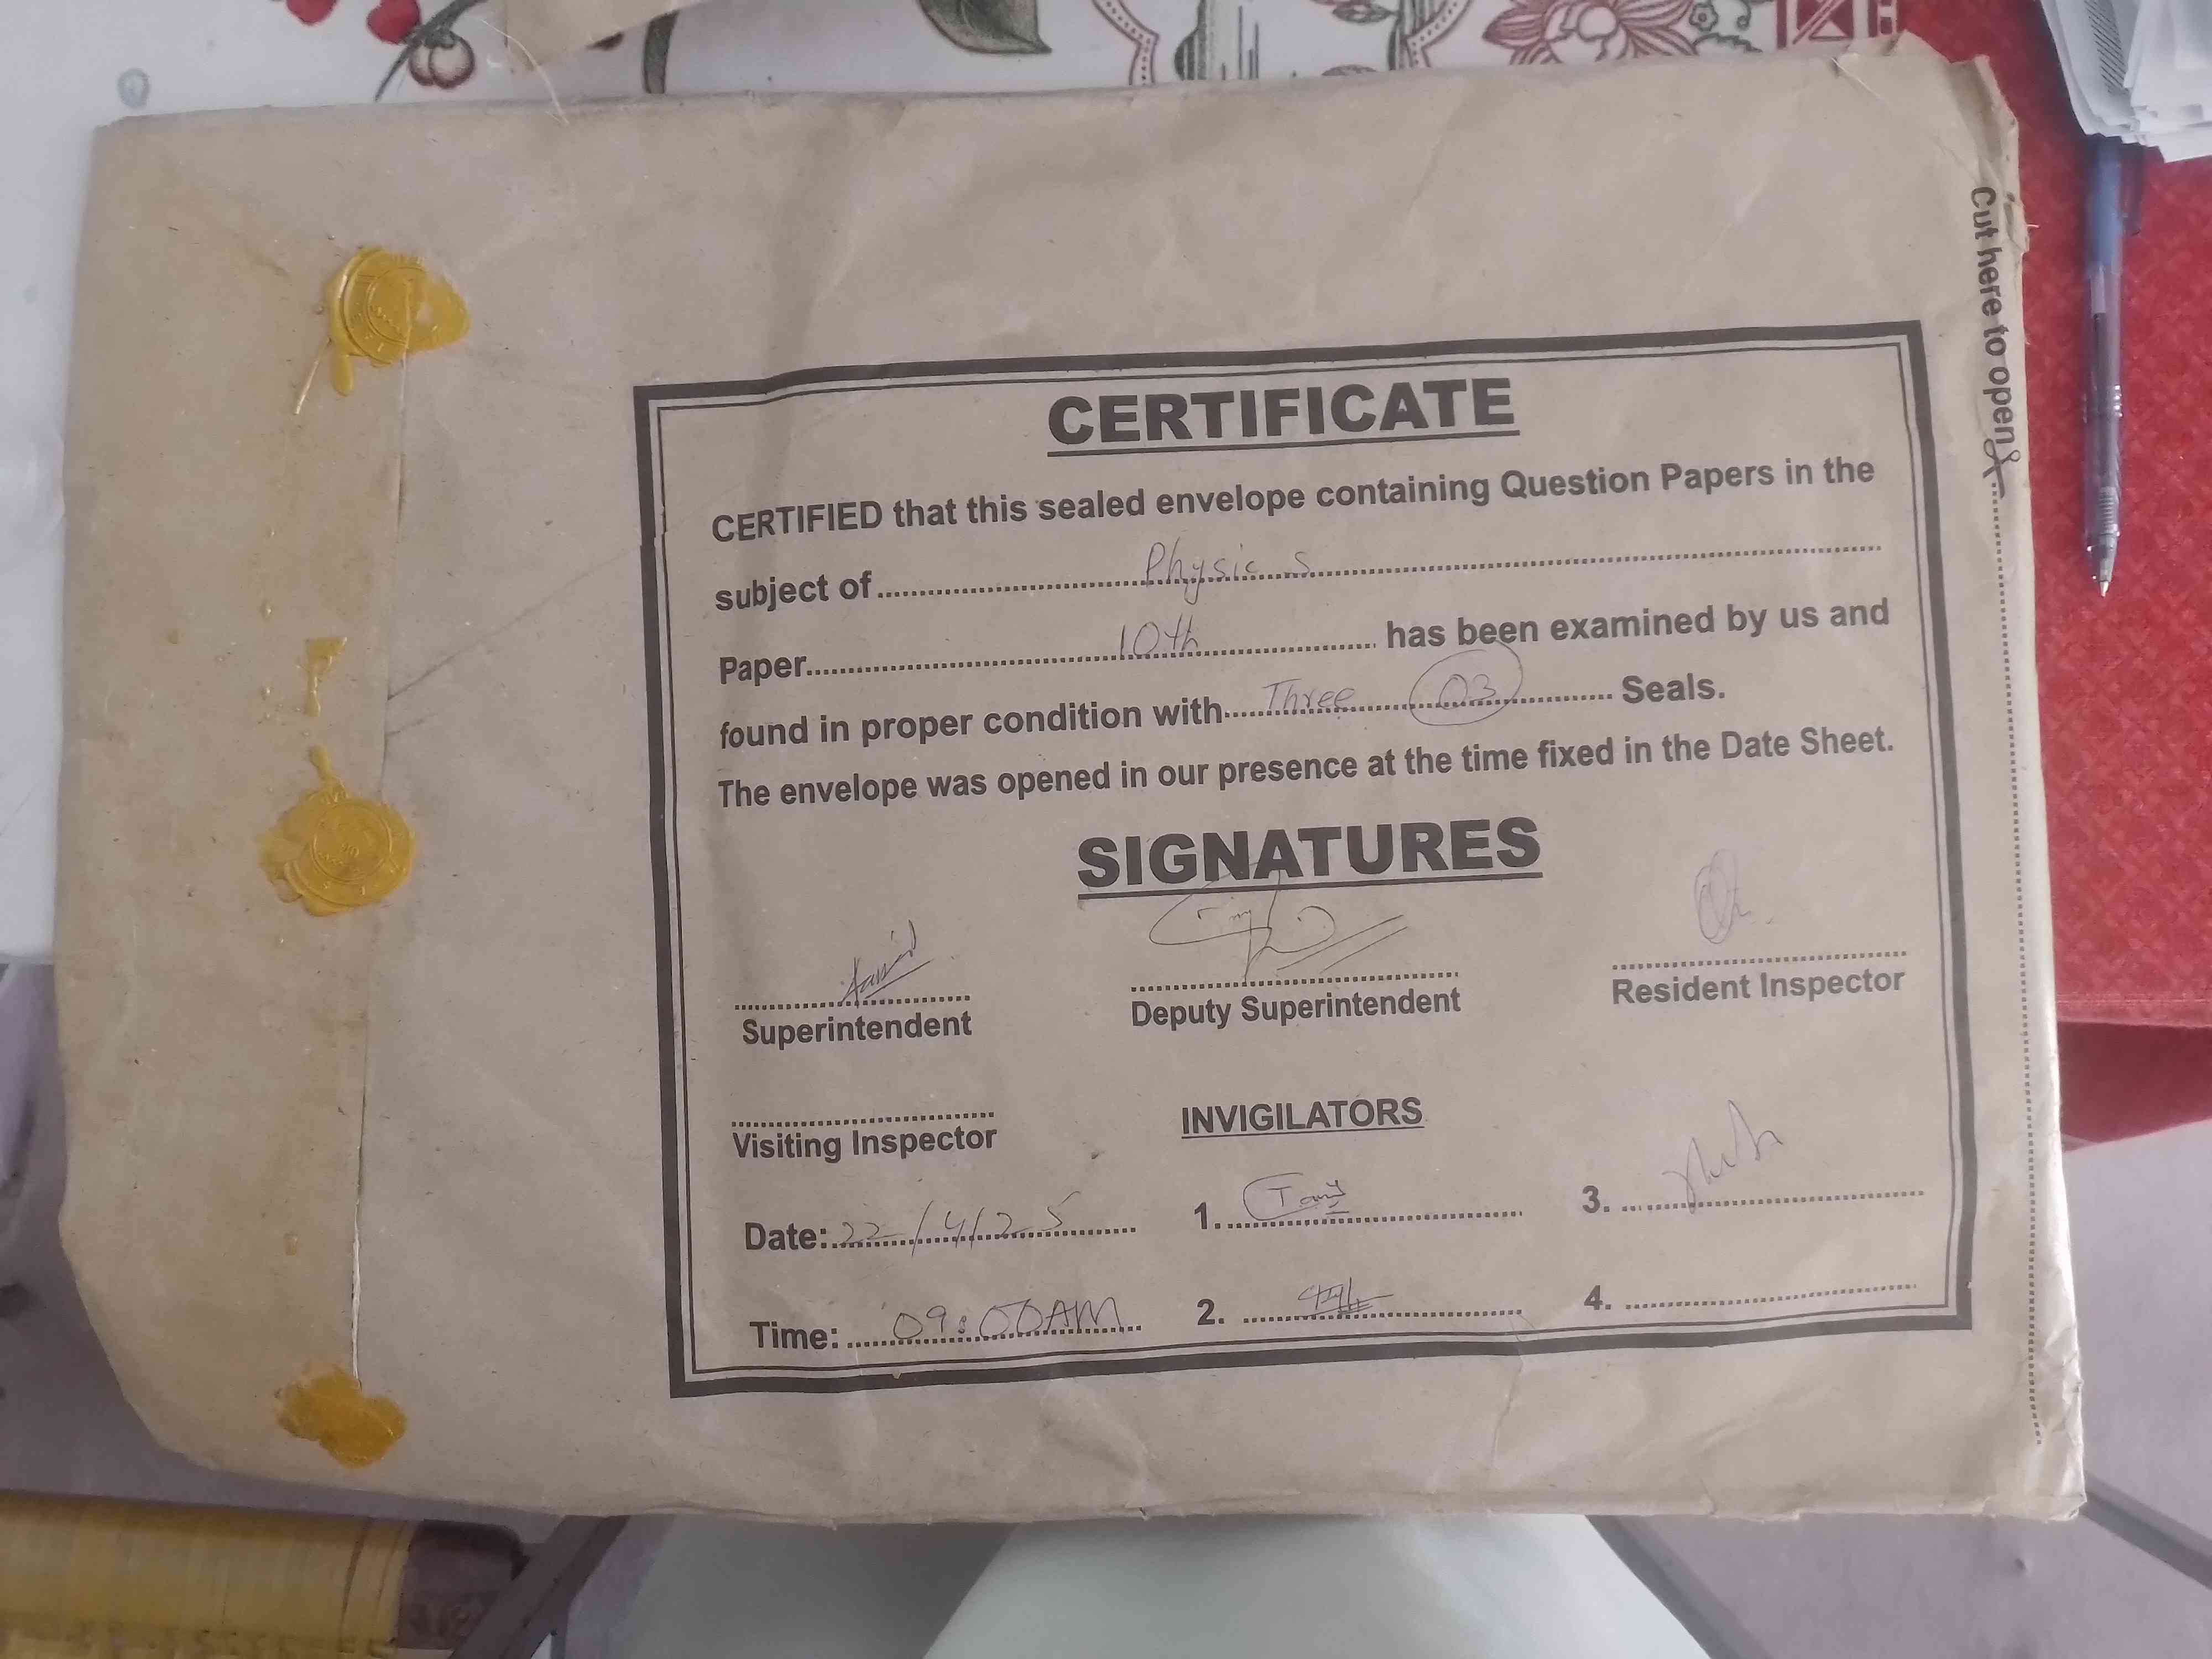 Cut here to open
CERTIFICATE
CERTIFIED that this sealed envelope containing Question Papers in the
subject of Physics
Paper 10th has been examined by us and
found in proper condition with Three 03 Seals.
The envelope was opened in our presence at the time fixed in the Date Sheet.
SIGNATURES
Superintendent Deputy Superintendent Resident Inspector
Visiting Inspector INVIGILATORS
Date: 22/4/25 1. 3.
Time: 09:00AM 2. 4.